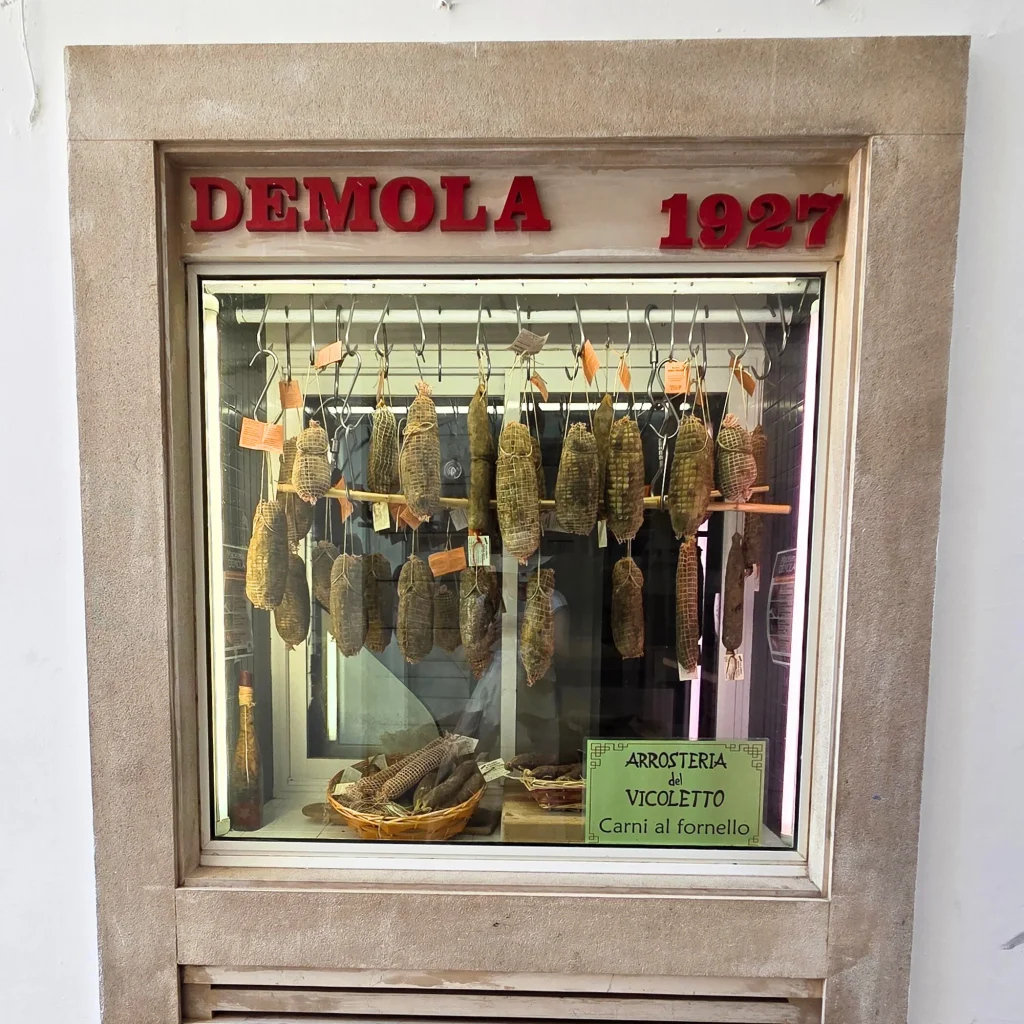 DEMOLA 1927
ARROSTERIA
del
VICOLETTO
Carni al fornello